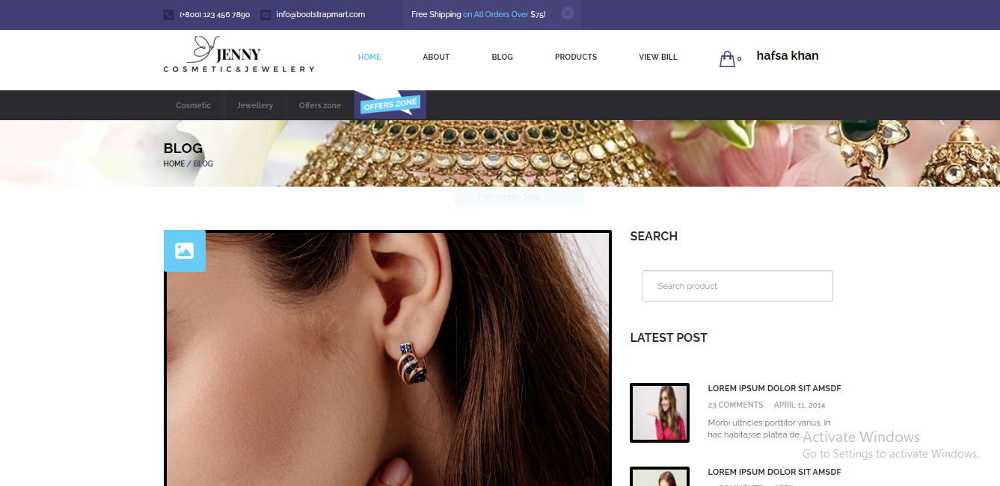 (+800) 123 456 7890 info@bootstrapmart.com Free Shipping on All Orders Over $75!
JENNY
COSMETIC&JEWELERY
HOME ABOUT BLOG PRODUCTS VIEW BILL 0 hafsa khan
Cosmetic Jewellery Offers zone OFFERS ZONE
BLOG
HOME / BLOG
Full-screen Snip
SEARCH
Search product
LATEST POST
LOREM IPSUM DOLOR SIT AMSDF
23 COMMENTS APRIL 11, 2014
Morbi ultricies porttitor varius. In
hac habitasse platea de...
Activate Windows
Go to Settings to activate Windows.
LOREM IPSUM DOLOR SIT AMSDF